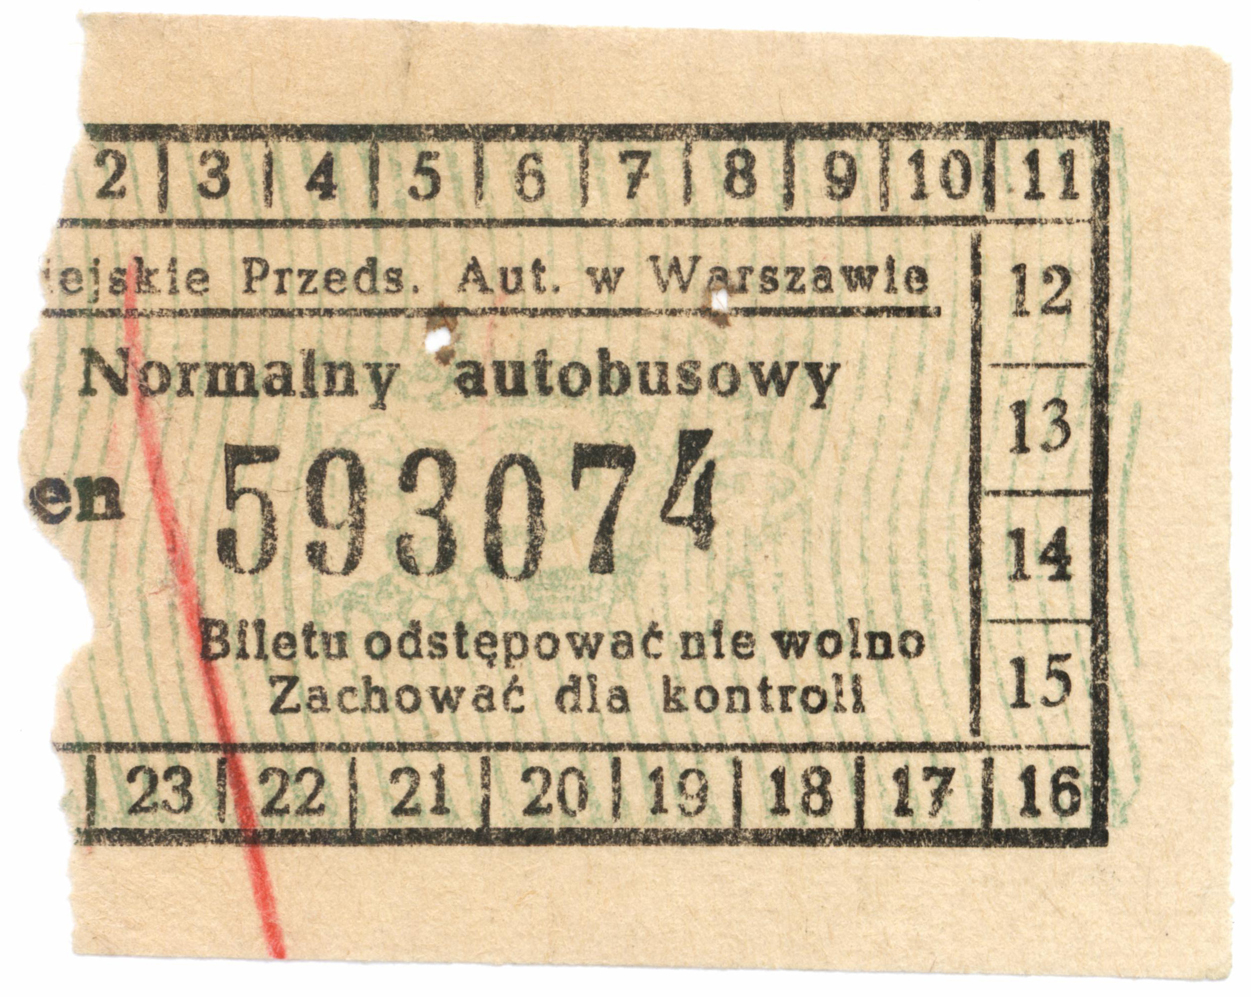 2 3 4 5 6 7 8 9 10 11
iejskie Przeds. Aut. w Warszawie
12
Normalny autobusowy
13
en 593074
14
Biletu odstępować nie wolno
15
Zachować dla kontroli
23 22 21 20 19 18 17 16